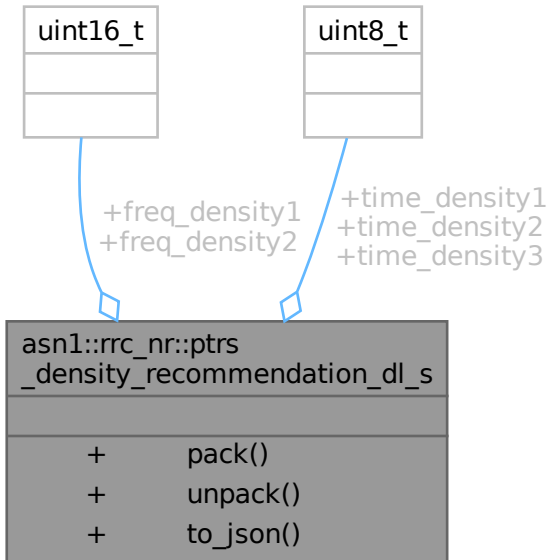 uint16_t
uint8_t
+freq_density1
+freq_density2
+time_density1
+time_density2
+time_density3
asn1::rrc_nr::ptrs
_density_recommendation_dl_s
+ pack()
+ unpack()
+ to_json()